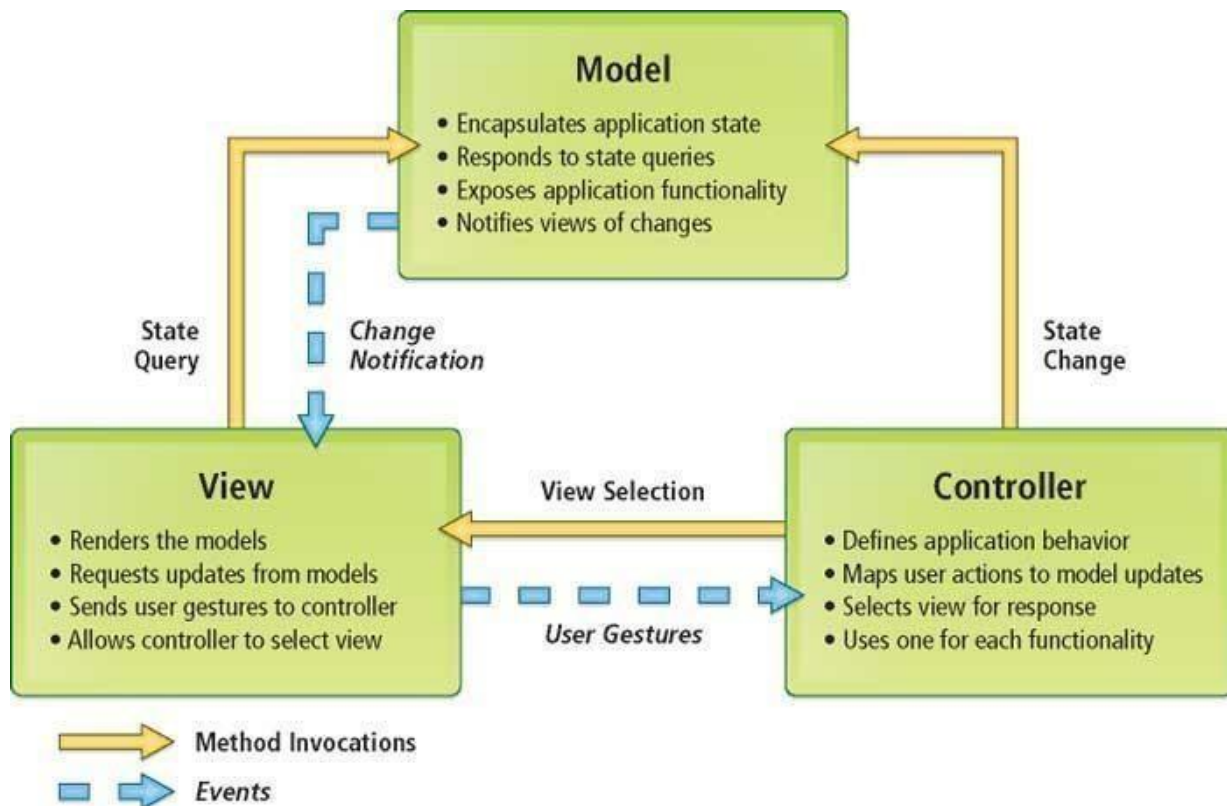 Model
• Encapsulates application state
• Responds to state queries
• Exposes application functionality
• Notifies views of changes
State
Query
Change
Notification
State
Change
View
• Renders the models
• Requests updates from models
• Sends user gestures to controller
• Allows controller to select view
View Selection
User Gestures
Controller
• Defines application behavior
• Maps user actions to model updates
• Selects view for response
• Uses one for each functionality
Method Invocations
Events